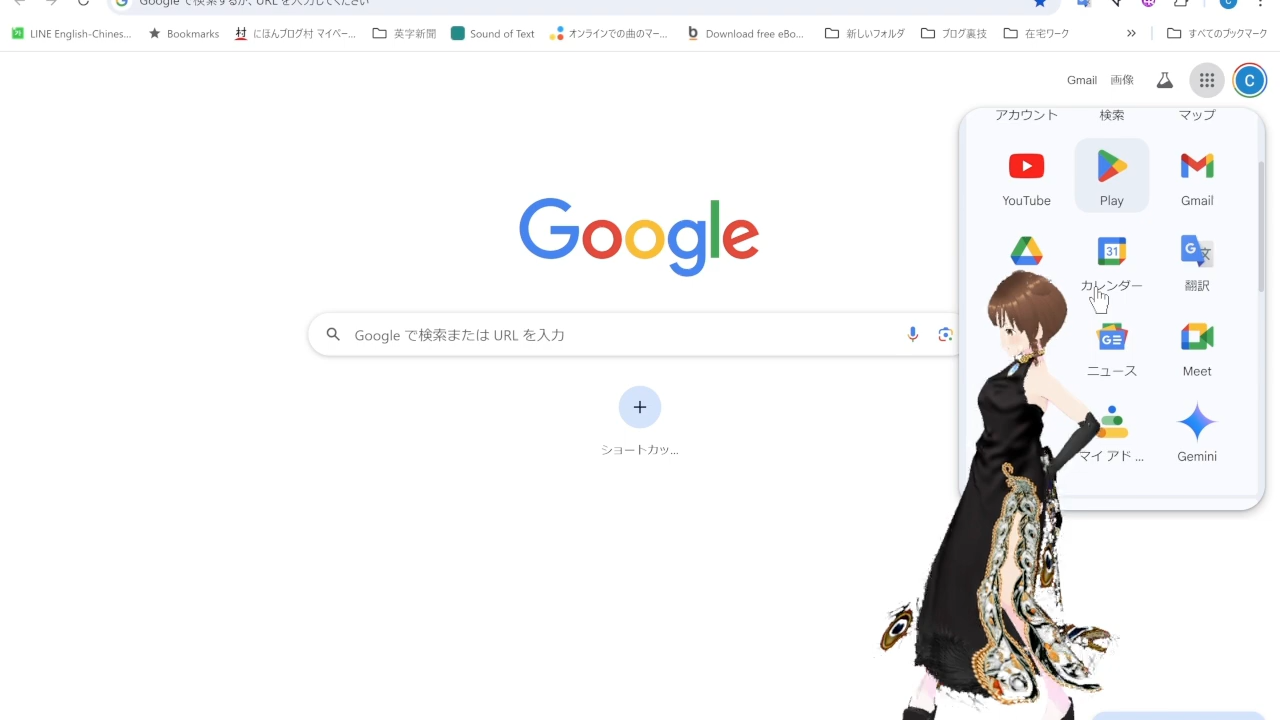 Google で検索するか、URL を入力してください
LINE English-Chines...
Bookmarks
にほんブログ村 マイペー...
英字新聞
Sound of Text
オンラインでの曲のマー...
Download free eBo...
新しいフォルダ
ブログ裏技
在宅ワーク
»
すべてのブックマーク
Gmail 画像
C
アカウント 検索 マップ
YouTube Play Gmail
カレンダー 翻訳
ニュース Meet
マイ アド ... Gemini
Google
Google で検索または URL を入力
ショートカッ...